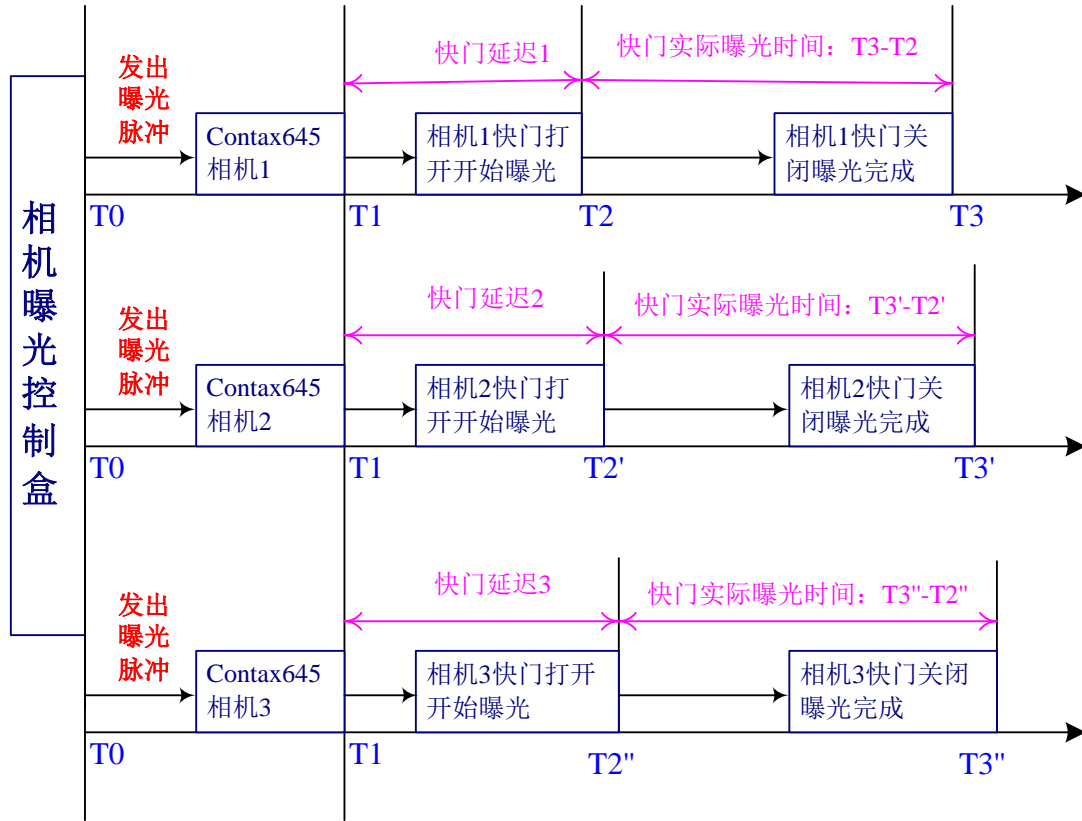 相机曝光控制盒
快门延迟1
快门实际曝光时间：T3-T2
发出
曝光
脉冲
Contax645
相机1
相机1快门打
开开始曝光
相机1快门关
闭曝光完成
T0
T1
T2
T3
快门延迟2
快门实际曝光时间：T3'-T2'
发出
曝光
脉冲
Contax645
相机2
相机2快门打
开开始曝光
相机2快门关
闭曝光完成
T0
T1
T2'
T3'
快门延迟3
快门实际曝光时间：T3"-T2"
发出
曝光
脉冲
Contax645
相机3
相机3快门打开
开始曝光
相机3快门关闭
曝光完成
T0
T1
T2"
T3"